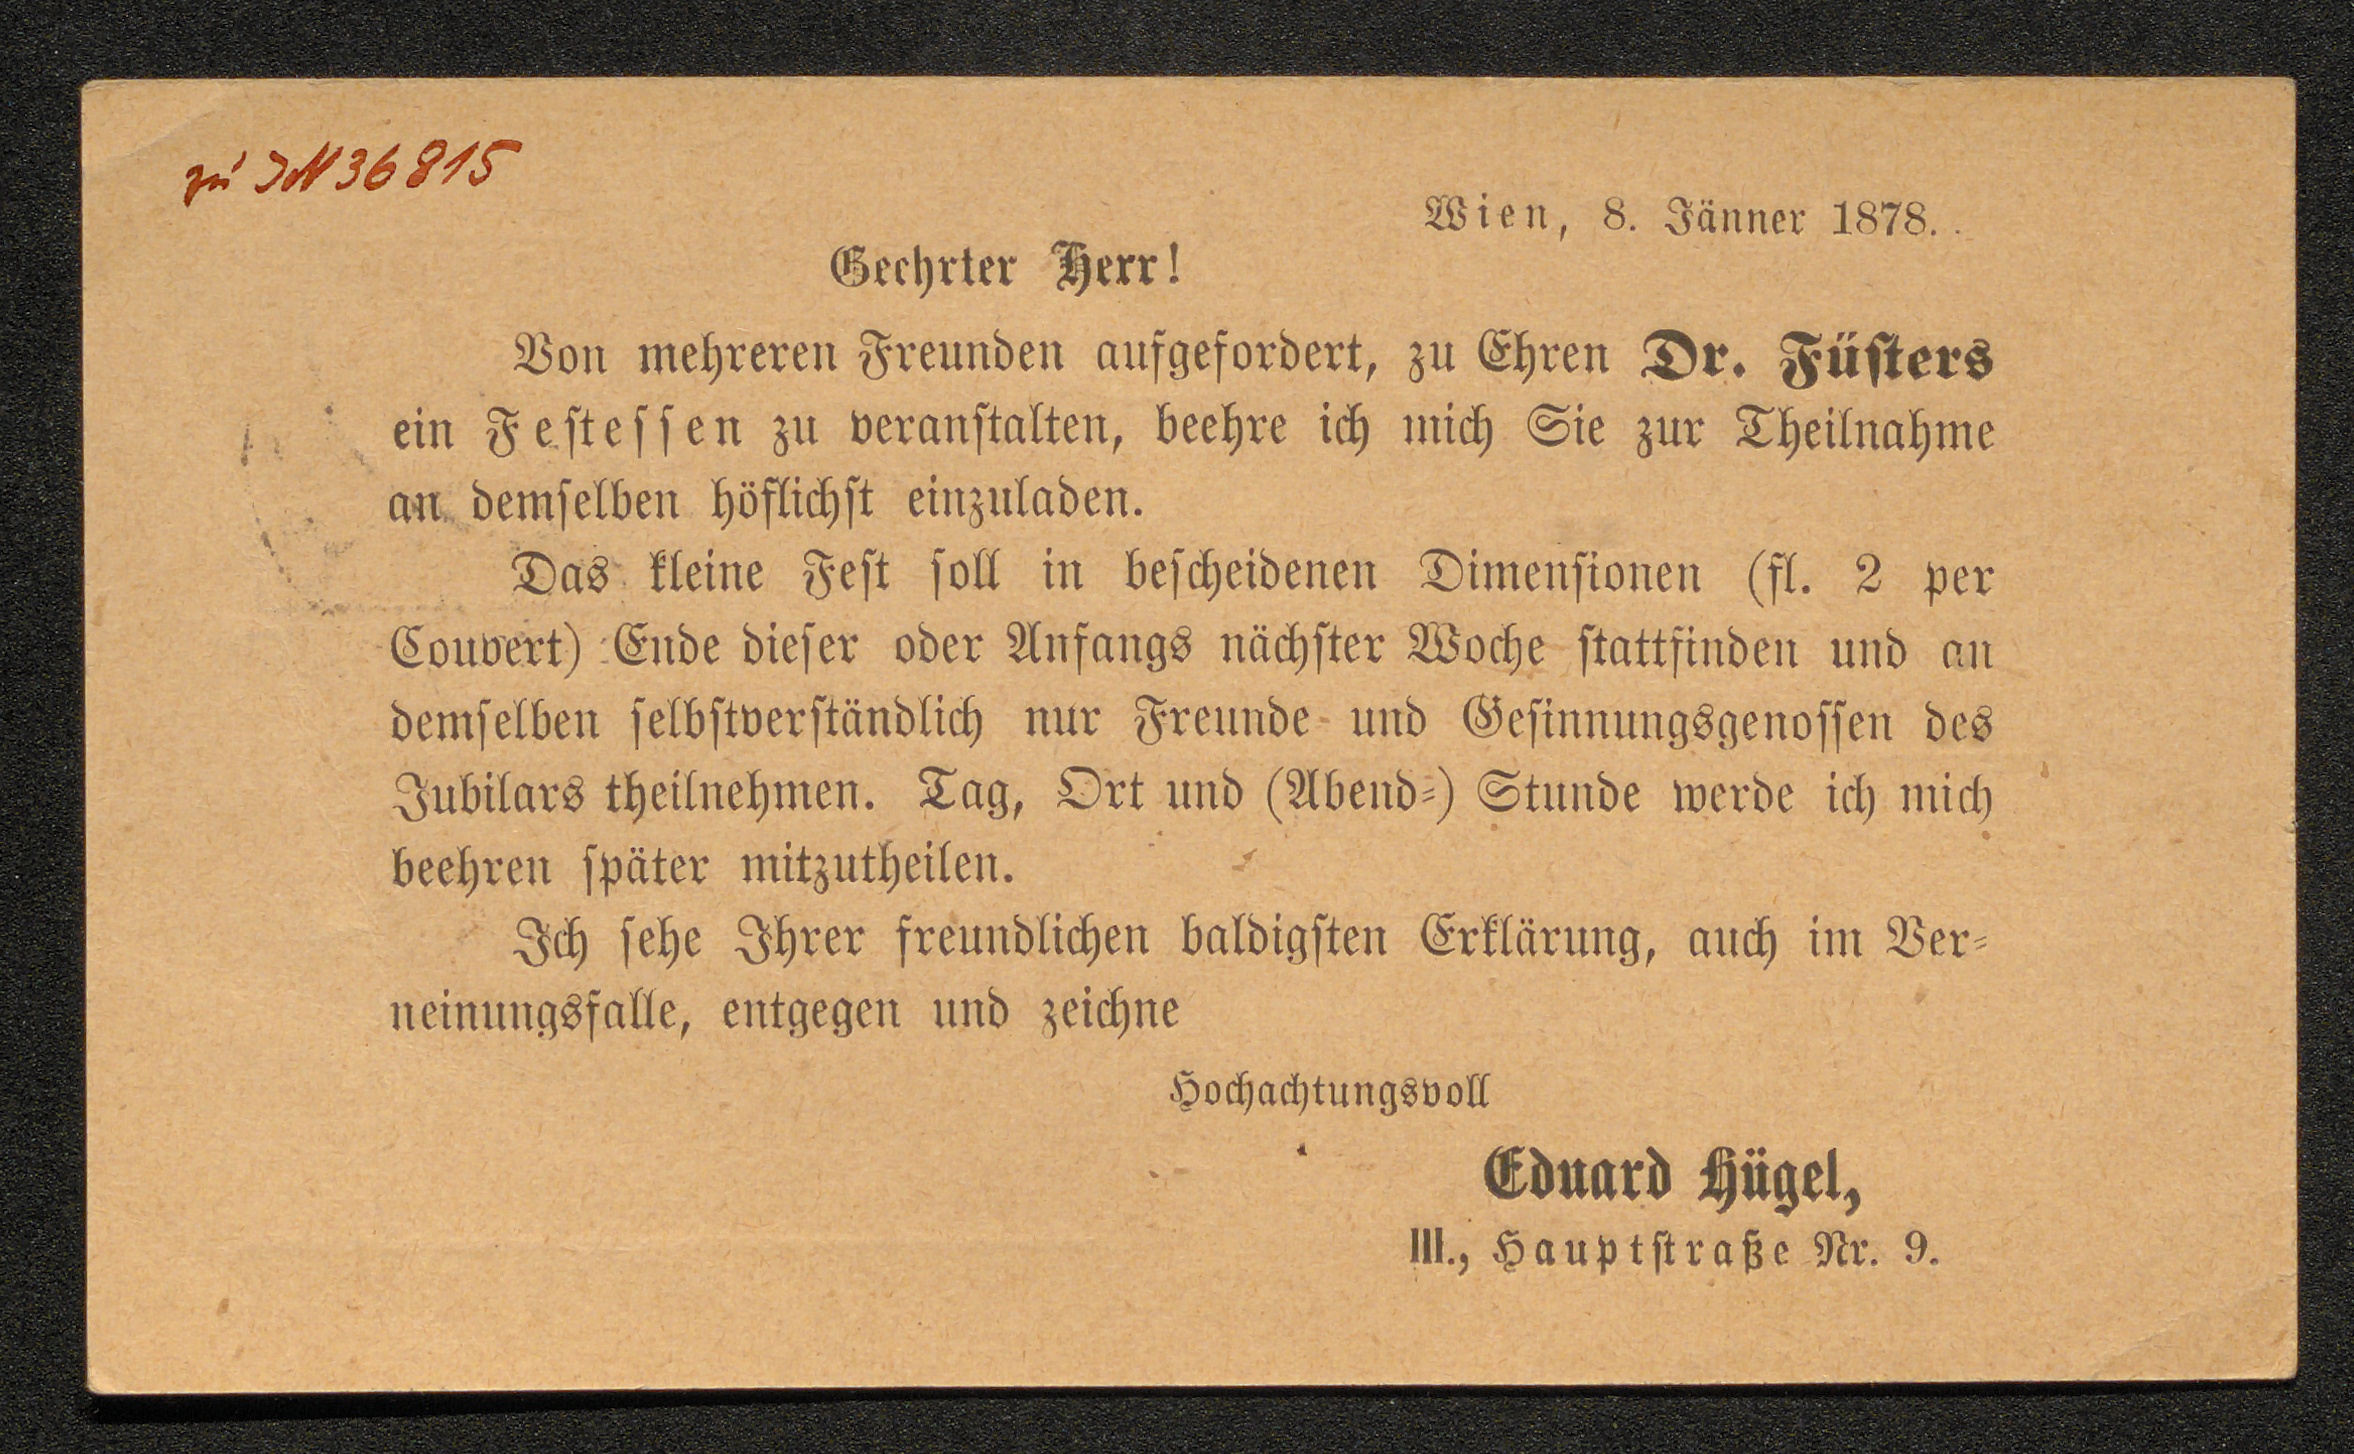 zu IN 36815
Wien, 8. Jänner 1878.
Geehrter Herr!
Von mehreren Freunden aufgefordert, zu Ehren Dr. Füsters
ein Festessen zu veranstalten, beehre ich mich Sie zur Theilnahme
an demselben höflichst einzuladen.
Das kleine Fest soll in bescheidenen Dimensionen (fl. 2 per
Couvert) Ende dieser oder Anfangs nächster Woche stattfinden und an
demselben selbstverständlich nur Freunde und Gesinnungsgenossen des
Jubilars theilnehmen. Tag, Ort und (Abend-) Stunde werde ich mich
beehren später mitzutheilen.
Ich sehe Ihrer freundlichen baldigsten Erklärung, auch im Ver-
neinungsfalle, entgegen und zeichne
Hochachtungsvoll
Eduard Hügel,
III., Hauptstraße Nr. 9.